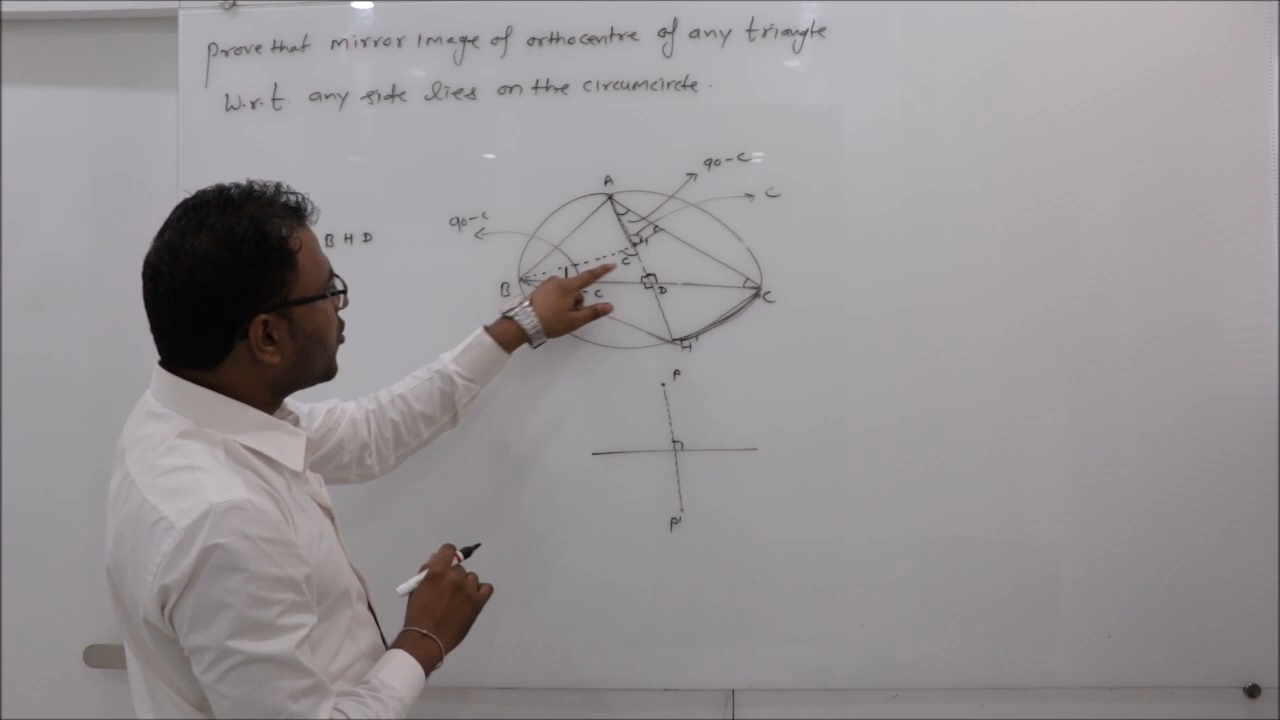 Prove that mirror image of orthocentre of any triangle
w.r.t. any side lies on the circumcircle.
90-C
A
C
90-C
B H D
H
C
B
-C
D
C
H'
P
P'